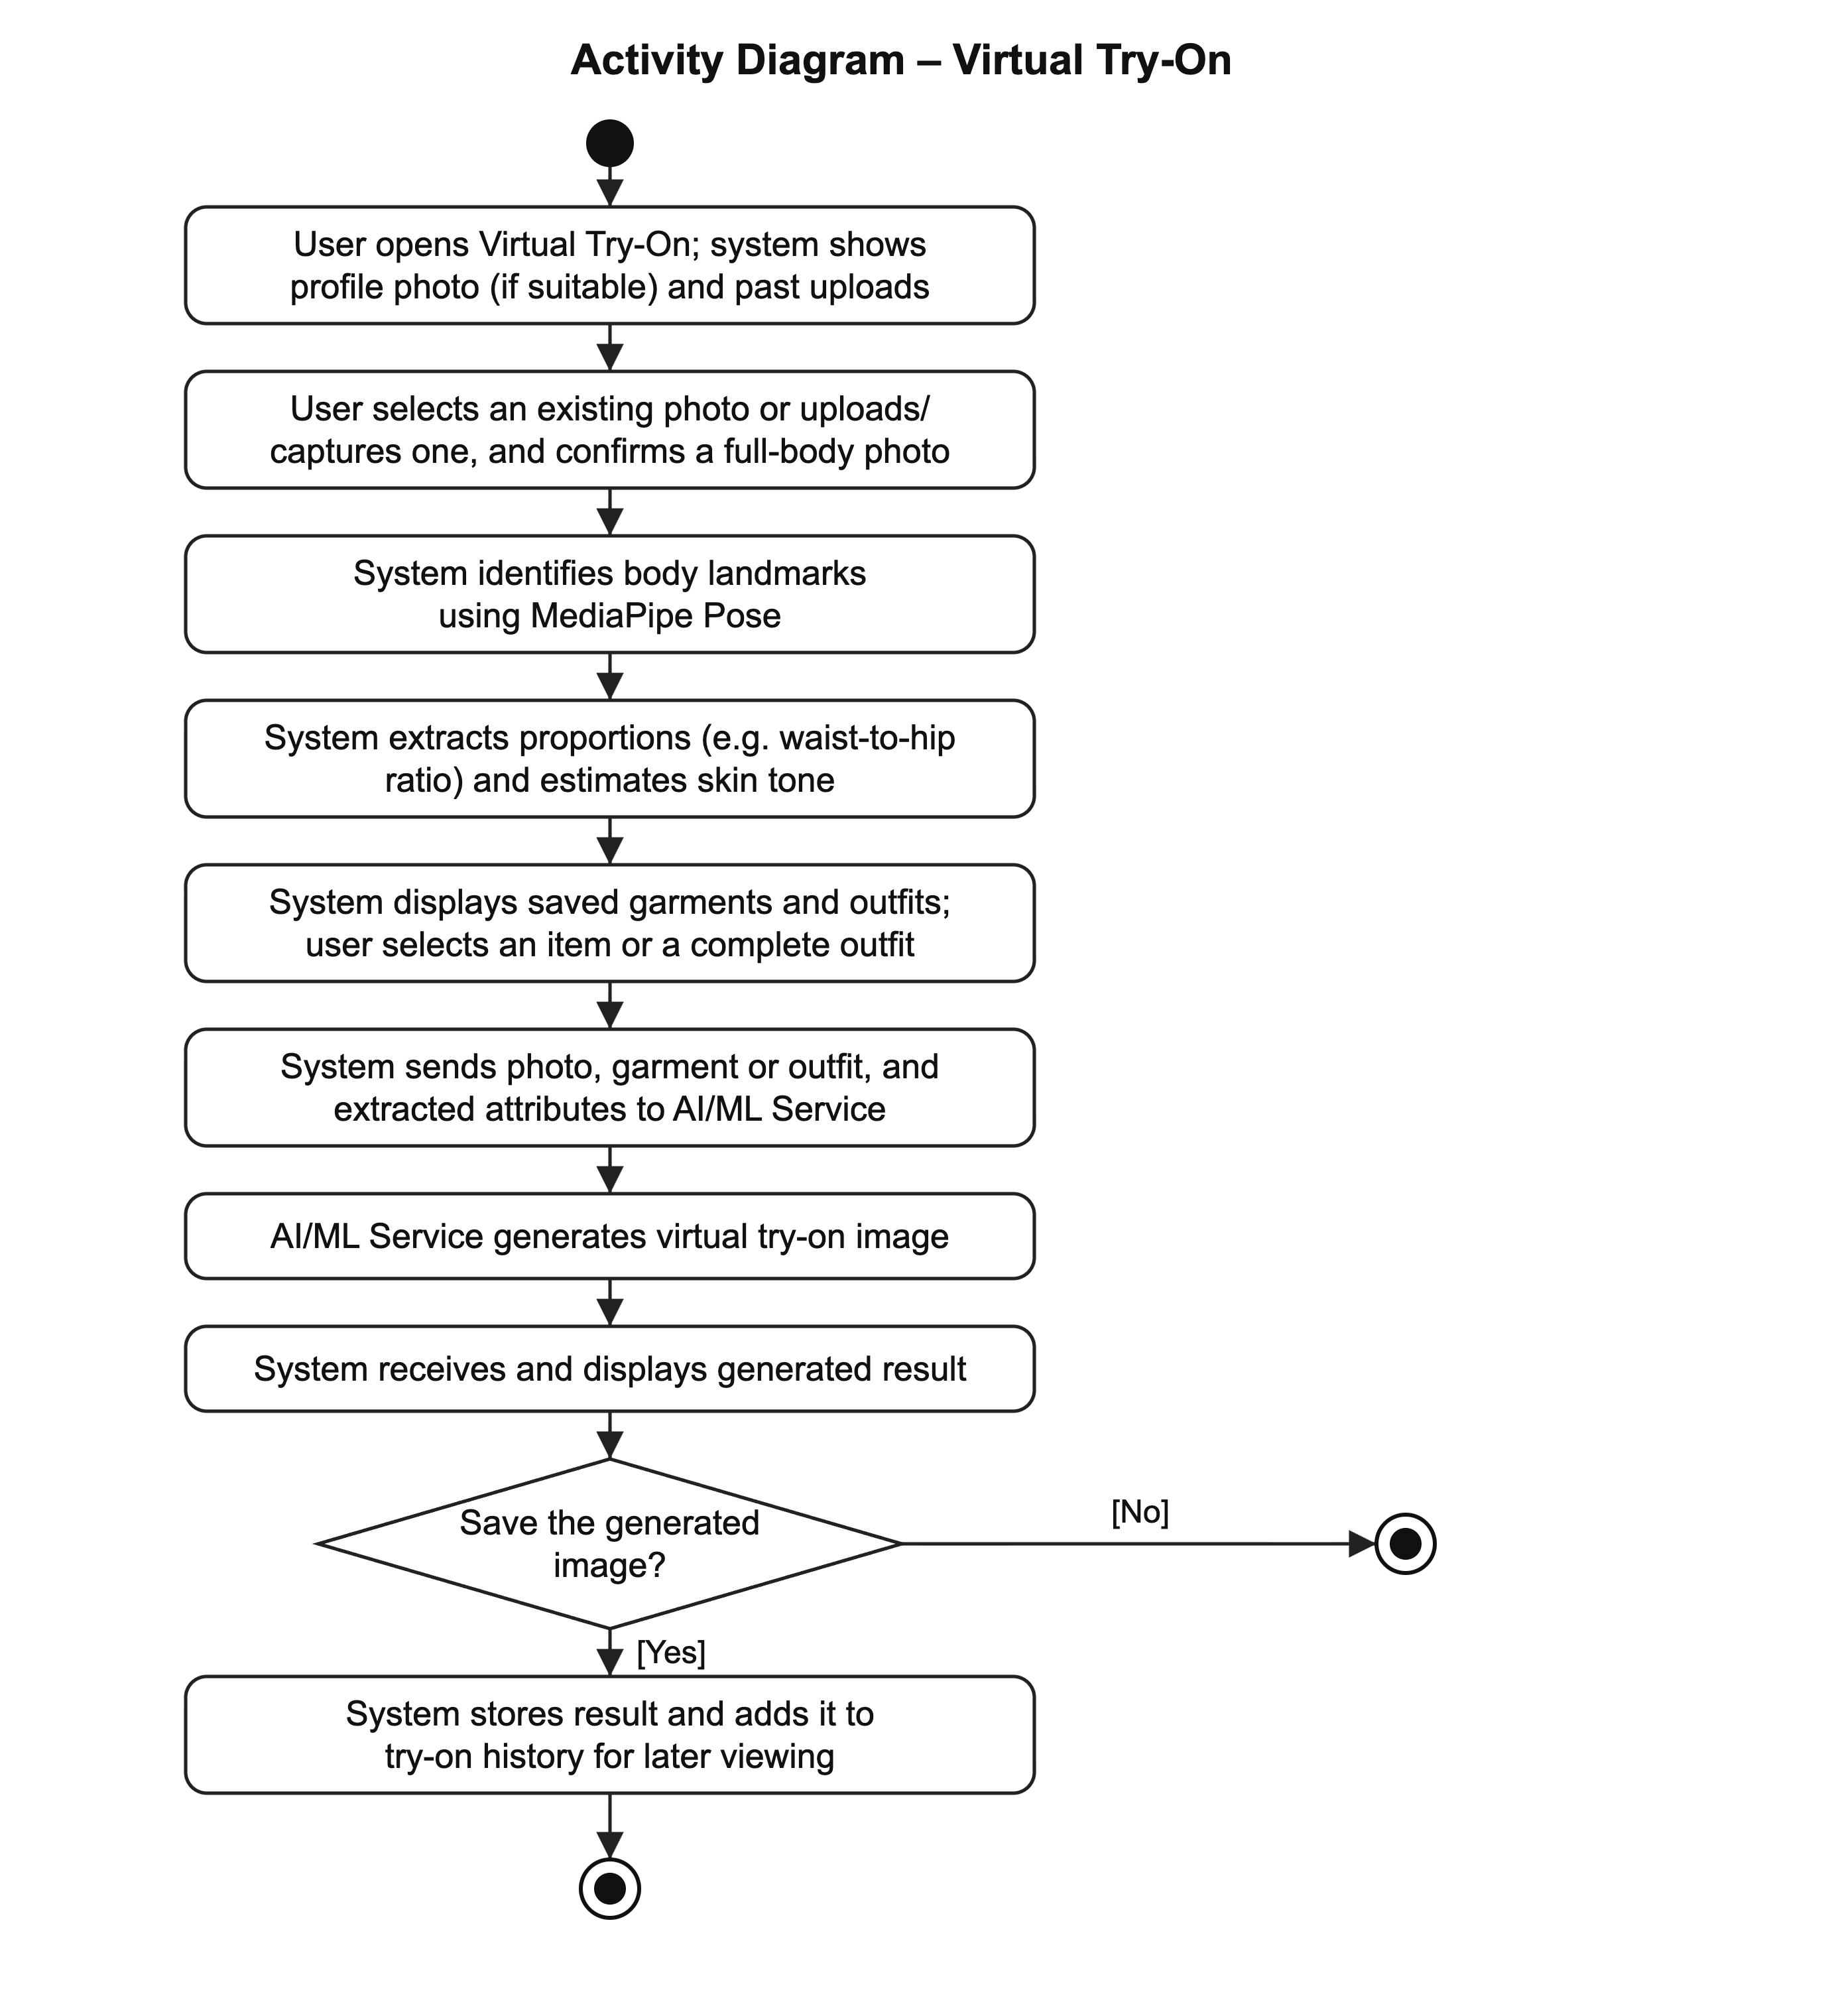 Activity Diagram – Virtual Try-On
User opens Virtual Try-On; system shows
profile photo (if suitable) and past uploads
User selects an existing photo or uploads/
captures one, and confirms a full-body photo
System identifies body landmarks
using MediaPipe Pose
System extracts proportions (e.g. waist-to-hip
ratio) and estimates skin tone
System displays saved garments and outfits;
user selects an item or a complete outfit
System sends photo, garment or outfit, and
extracted attributes to AI/ML Service
AI/ML Service generates virtual try-on image
System receives and displays generated result
Save the generated
image?
[No]
[Yes]
System stores result and adds it to
try-on history for later viewing